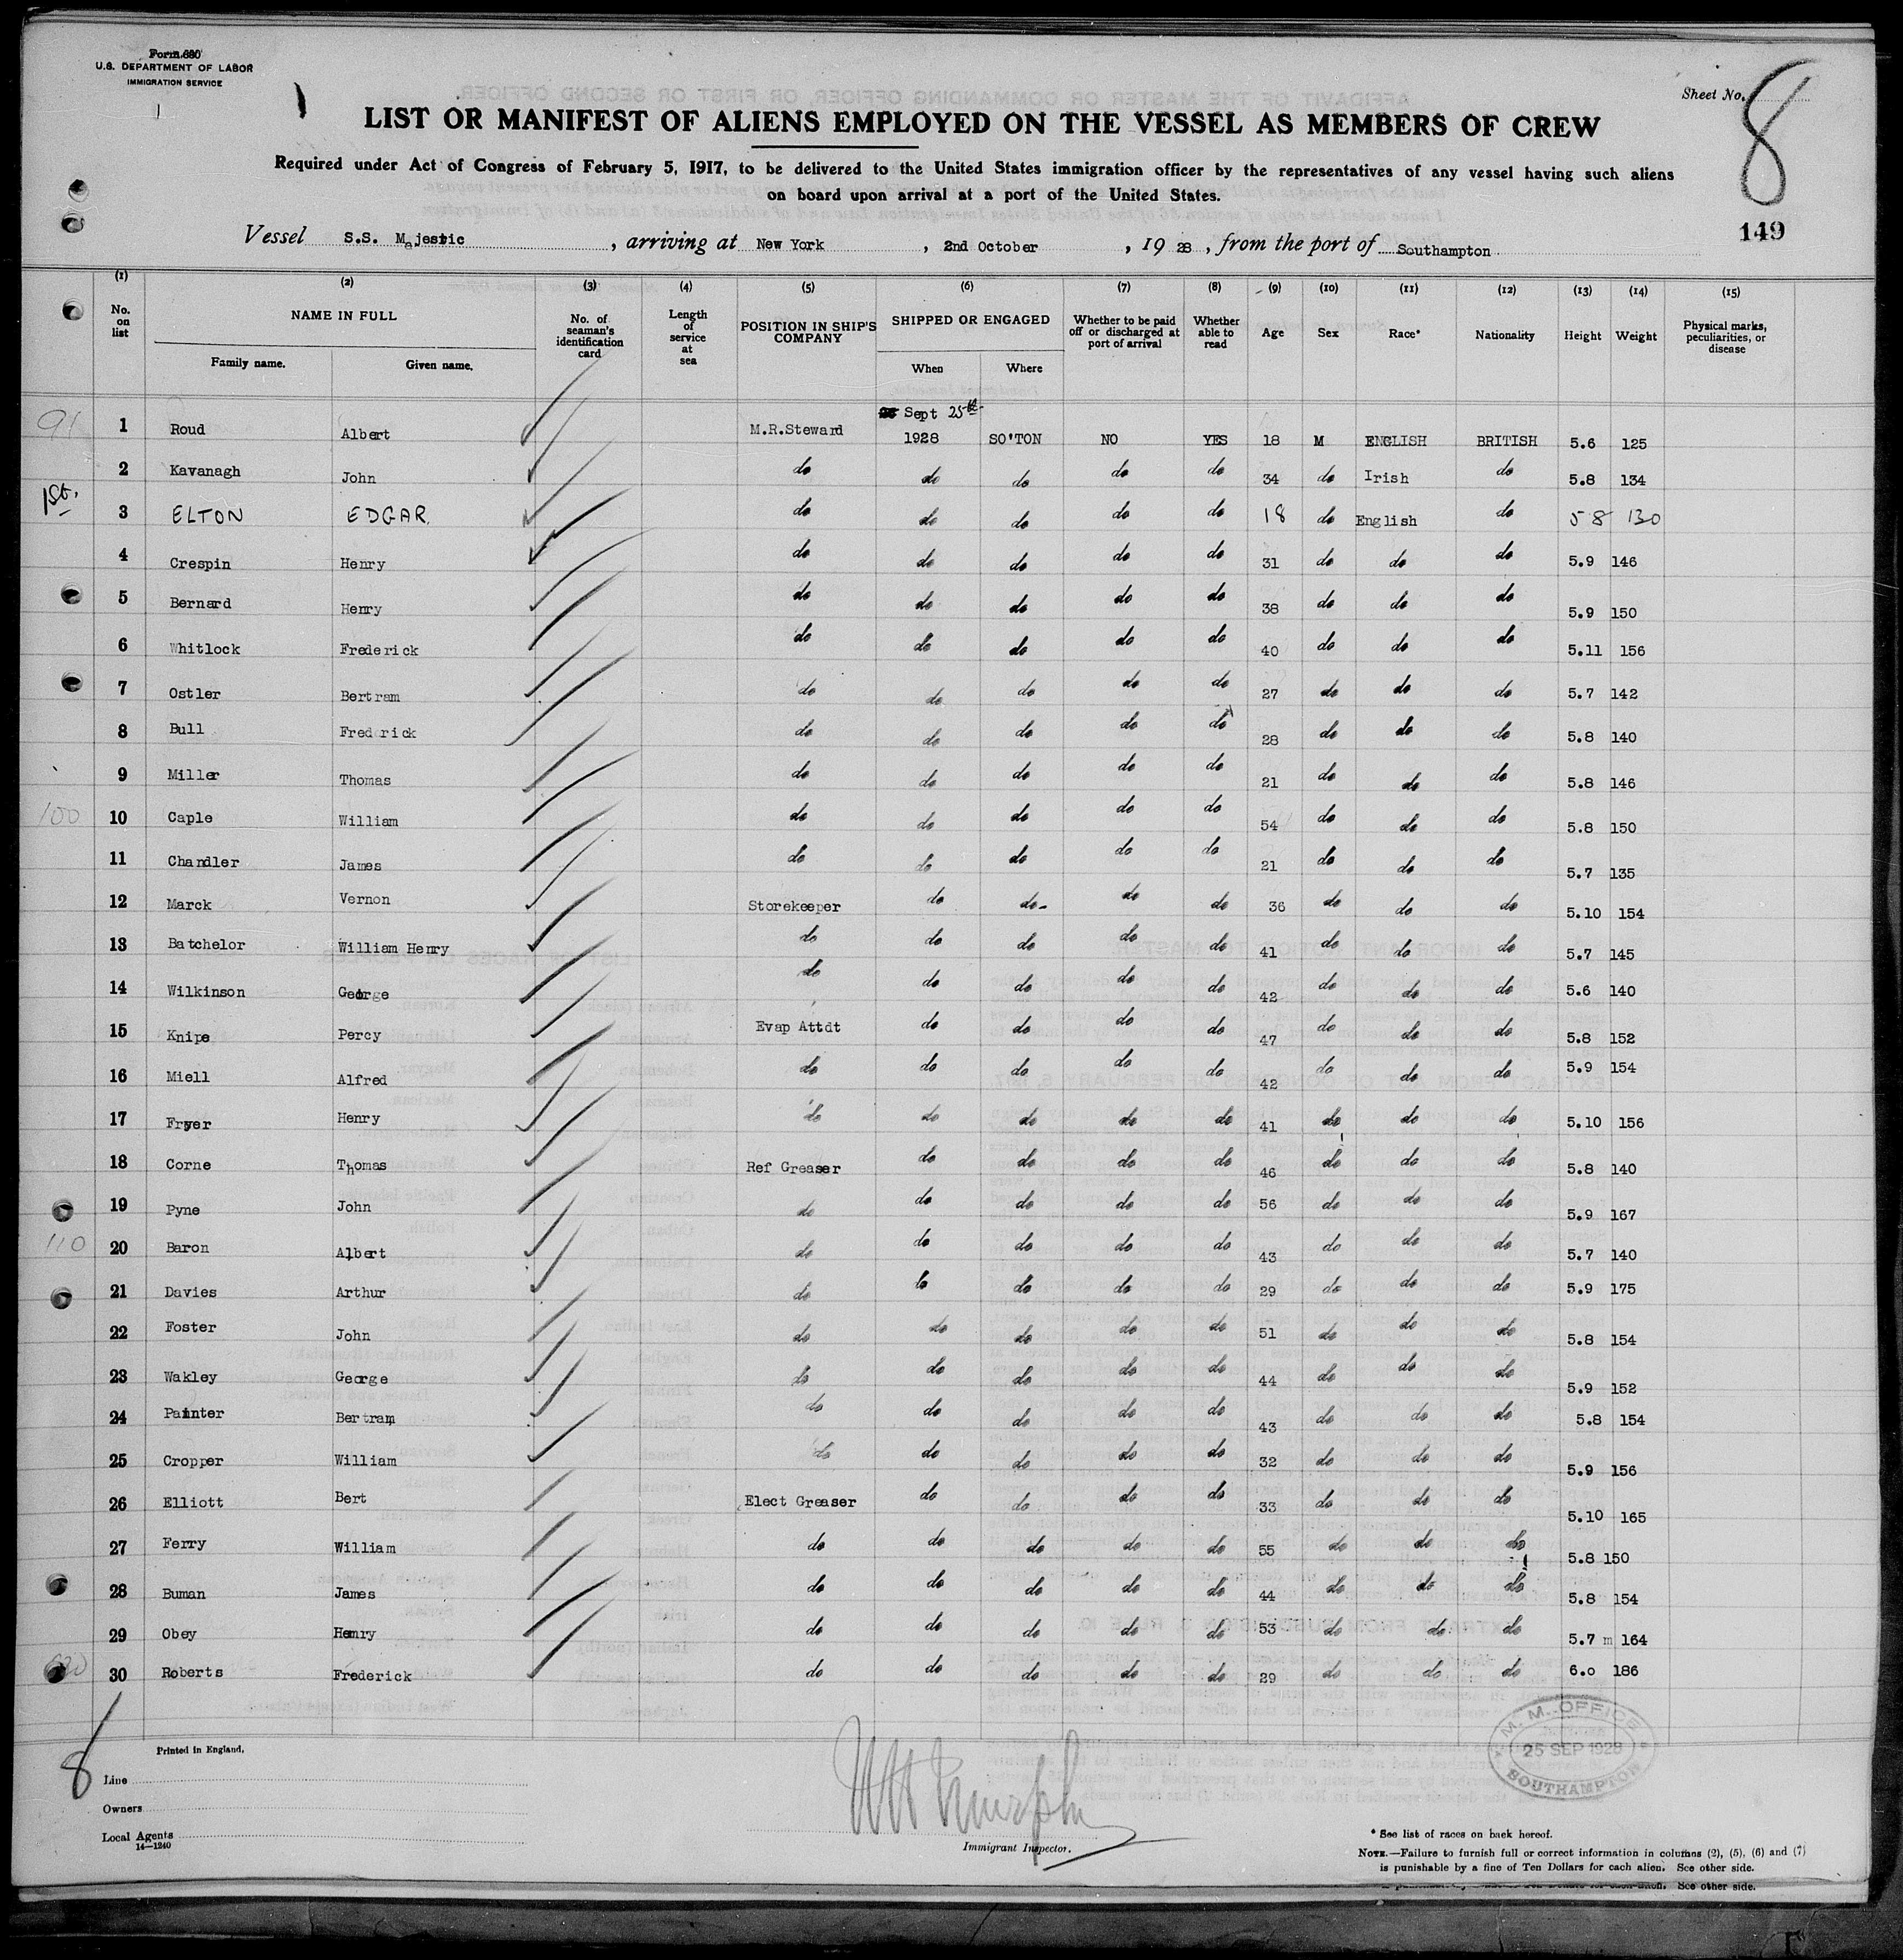 Form 680
U.S. DEPARTMENT OF LABOR
IMMIGRATION SERVICE
Sheet No. 8
LIST OR MANIFEST OF ALIENS EMPLOYED ON THE VESSEL AS MEMBERS OF CREW
Required under Act of Congress of February 5, 1917, to be delivered to the United States immigration officer by the representatives of any vessel having such aliens
on board upon arrival at a port of the United States.
149
Vessel S.S. Majestic, arriving at New York, 2nd October, 1928, from the port of Southampton
(1) (2) (3) (4) (5) (6) (7) (8) (9) (10) (11) (12) (13) (14) (15)
No. on list NAME IN FULL No. of seaman's identification card Length of service at sea POSITION IN SHIP'S COMPANY SHIPPED OR ENGAGED Whether to be paid off or discharged at port of arrival Whether able to read Age Sex Race* Nationality Height Weight Physical marks, peculiarities, or disease
Family name. Given name. When Where
91 1 Roud Albert M.R.Steward Sept 25th 1928 SO'TON NO YES 18 M ENGLISH BRITISH 5.6 125
2 Kavanagh John do do do do do 34 do Irish do 5.8 134
1st. 3 ELTON EDGAR do do do do do 18 do English do 5 8 130
4 Crespin Henry do do do do do 31 do do do 5.9 146
5 Bernard Henry do do do do do 38 do do do 5.9 150
6 Whitlock Frederick do do do do do 40 do do do 5.11 156
7 Ostler Bertram do do do do do 27 do do do 5.7 142
8 Bull Frederick do do do do do 28 do do do 5.8 140
9 Miller Thomas do do do do do 21 do do do 5.8 146
100 10 Caple William do do do do do 54 do do do 5.8 150
11 Chandler James do do do do do 21 do do do 5.7 135
12 Marck Vernon Storekeeper do do do do 36 do do do 5.10 154
13 Batchelor William Henry do do do do do 41 do do do 5.7 145
14 Wilkinson George do do do do do 42 do do do 5.6 140
15 Knipe Percy Evap Attdt do do do do 47 do do do 5.8 152
16 Miell Alfred do do do do do 42 do do do 5.9 154
17 Fryer Henry do do do do do 41 do do do 5.10 156
18 Corne Thomas Ref Greaser do do do do 46 do do do 5.8 140
19 Pyne John do do do do do 56 do do do 5.9 167
110 20 Baron Albert do do do do do 43 do do do 5.7 140
21 Davies Arthur do do do do do 29 do do do 5.9 175
22 Foster John do do do do do 51 do do do 5.8 154
23 Wakley George do do do do do 44 do do do 5.9 152
24 Painter Bertram do do do do do 43 do do do 5.8 154
25 Cropper William do do do do do 32 do do do 5.9 156
26 Elliott Bert Elect Greaser do do do do 33 do do do 5.10 165
27 Ferry William do do do do do 55 do do do 5.8 150
28 Buman James do do do do do 44 do do do 5.8 154
29 Obey Henry do do do do do 53 do do do 5.7 m 164
30 Roberts Frederick do do do do do 29 do do do 6.0 186
8
Printed in England.
Line
Owners
Local Agents
14—1240
Immigrant Inspector.
M.M. OFFICE
25 SEP 1928
SOUTHAMPTON
* See list of races on back hereof.
NOTE.—Failure to furnish full or correct information in columns (2), (5), (6) and (7)
is punishable by a fine of Ten Dollars for each alien. See other side.
See other side.